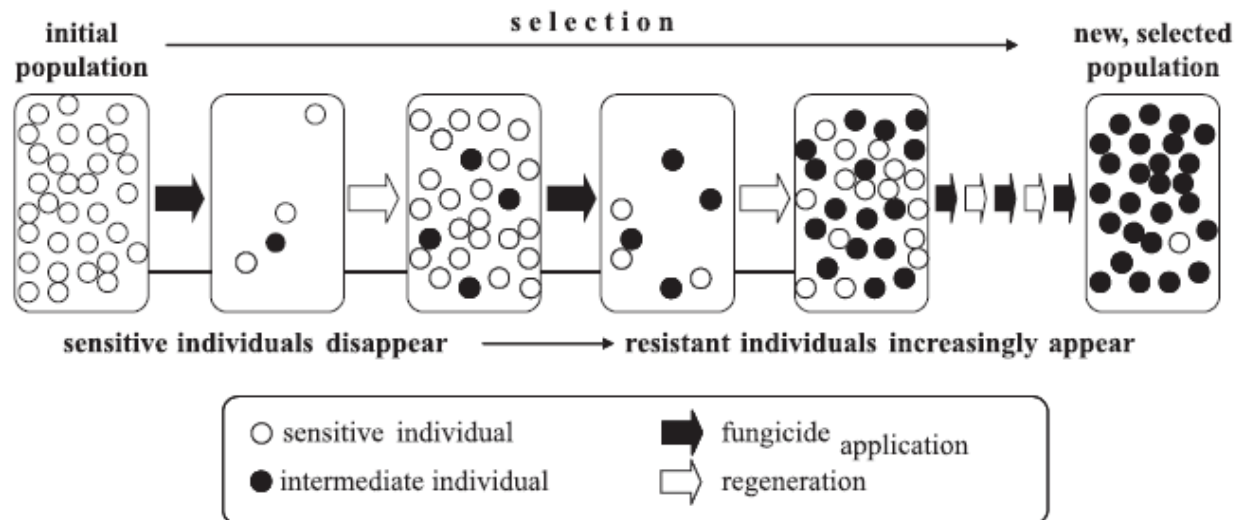 selection
initial
population
new, selected
population
sensitive individuals disappear
resistant individuals increasingly appear
sensitive individual
fungicide application
intermediate individual
regeneration